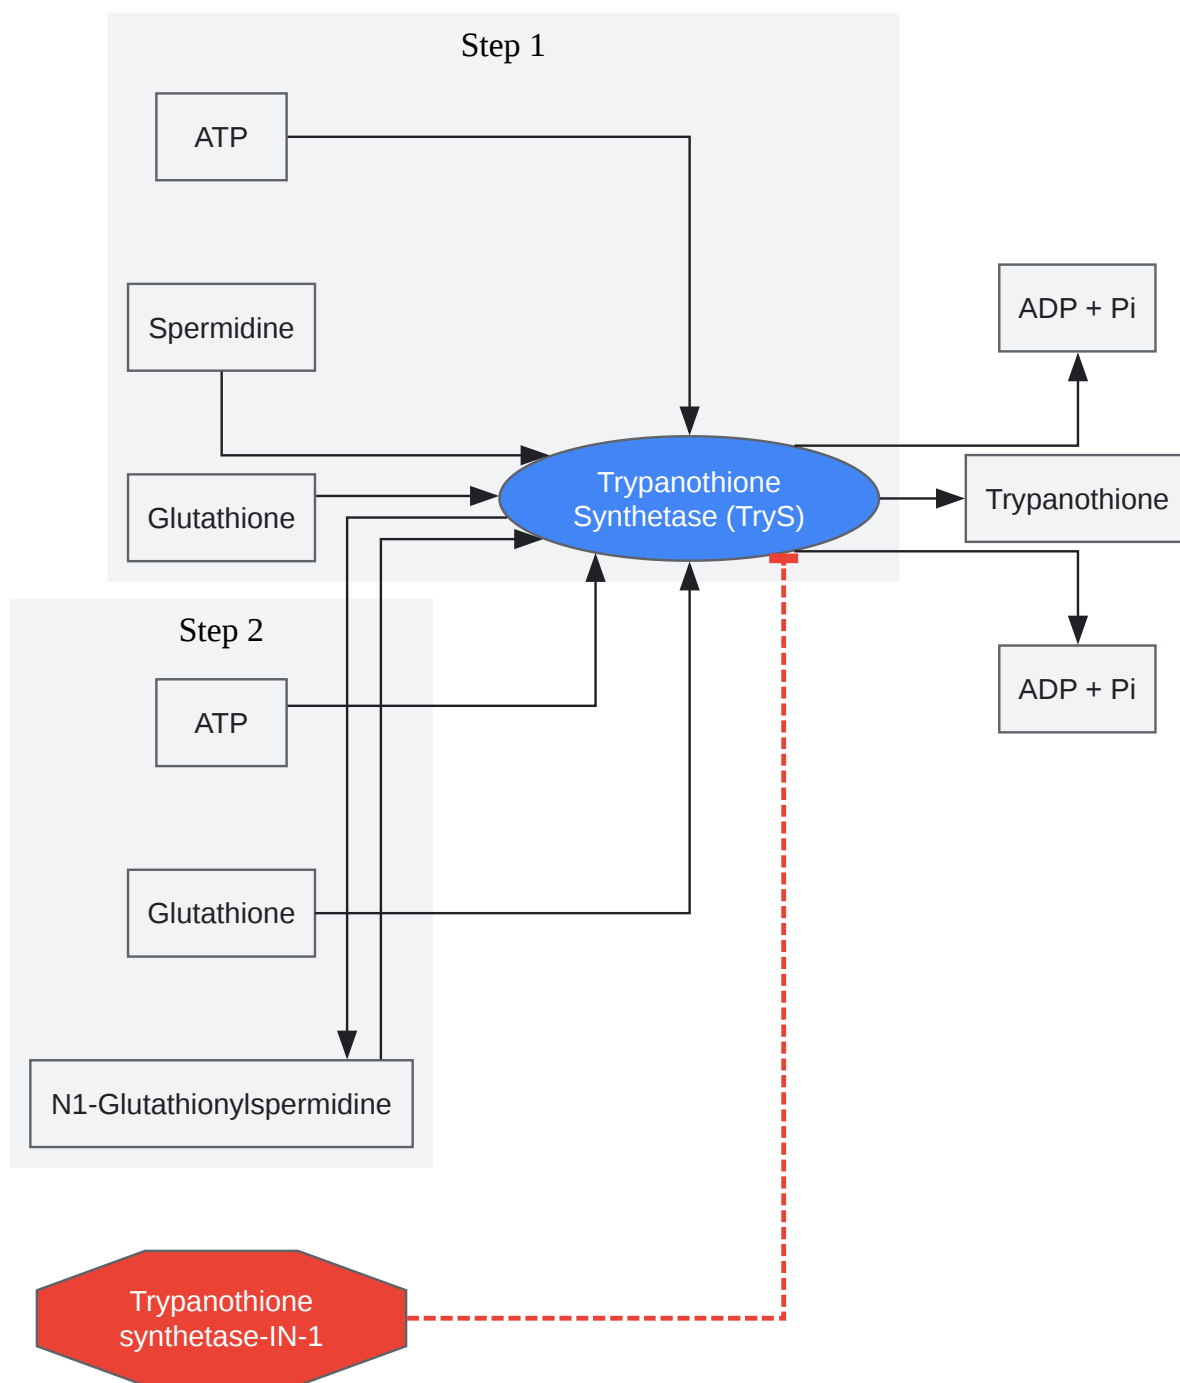 Step 1
ATP
Spermidine
ADP + Pi
Glutathione
Trypanothione
Synthetase (TryS)
Trypanothione
Step 2
ATP
ADP + Pi
Glutathione
N1-Glutathionylspermidine
Trypanothione
synthetase-IN-1